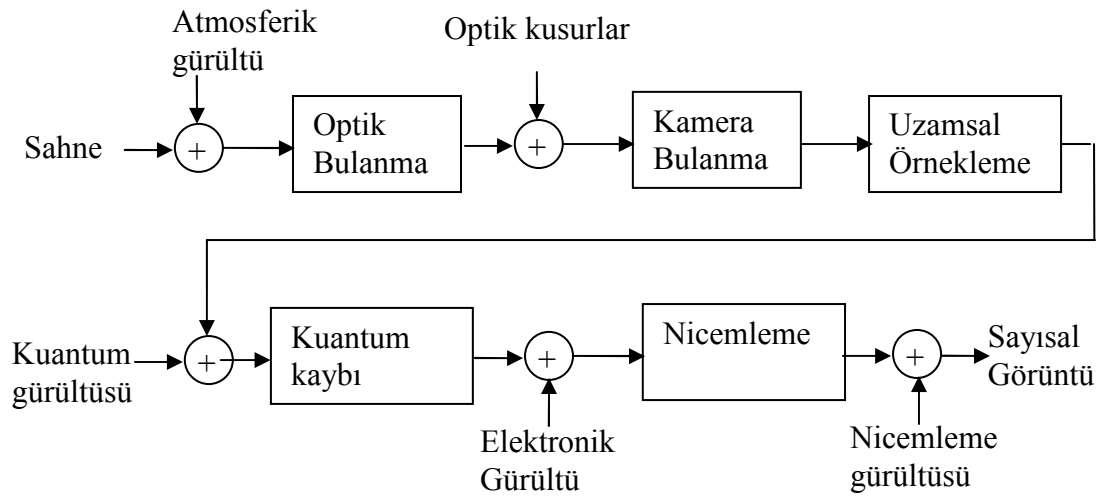 Atmosferik
gürültü
Optik kusurlar
Sahne
+
Optik
Bulanma
+
Kamera
Bulanma
Uzamsal
Örnekleme
Kuantum
gürültüsü
+
Kuantum
kaybı
+
Elektronik
Gürültü
Nicemleme
+
Nicemleme
gürültüsü
Sayısal
Görüntü